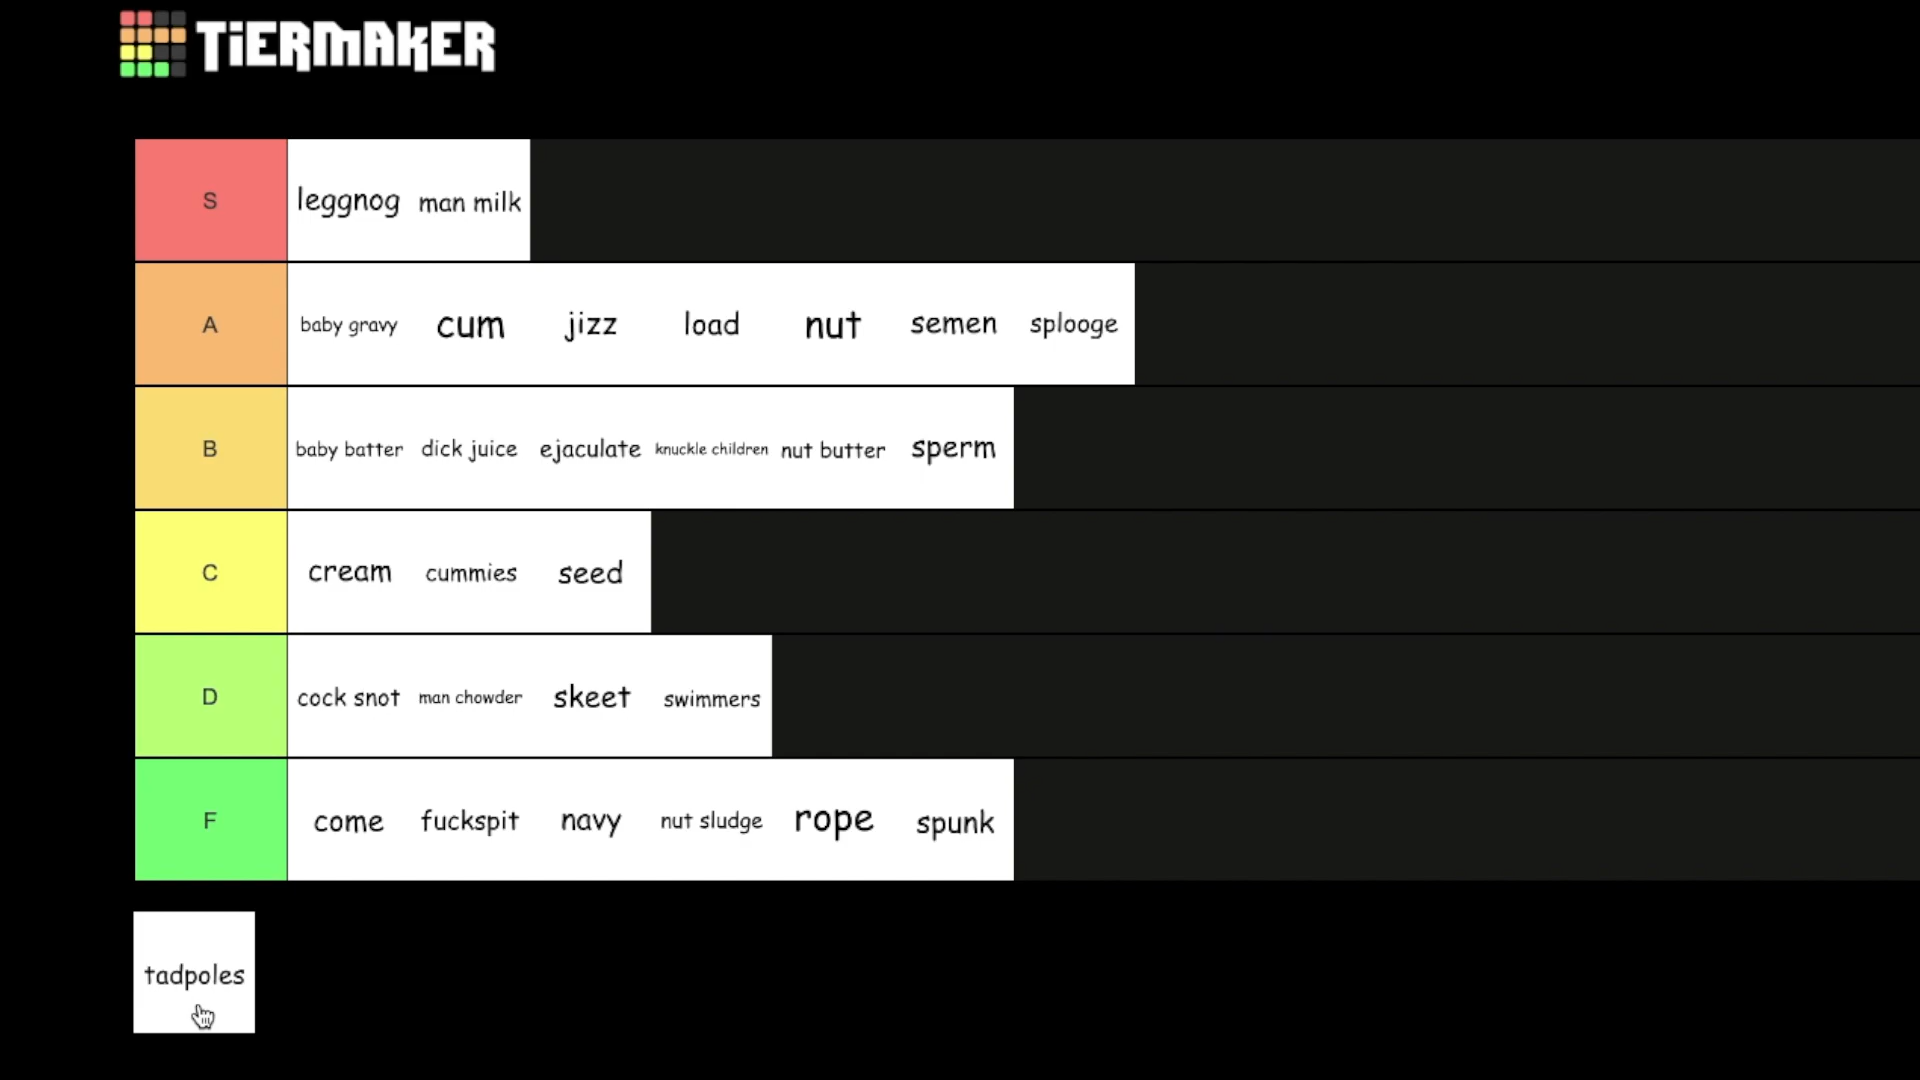 TiERMAKER
S
leggnog man milk
A
baby gravy cum jizz load nut semen splooge
B
baby batter dick juice ejaculate knuckle children nut butter sperm
C
cream cummies seed
D
cock snot man chowder skeet swimmers
F
come fuckspit navy nut sludge rope spunk
tadpoles